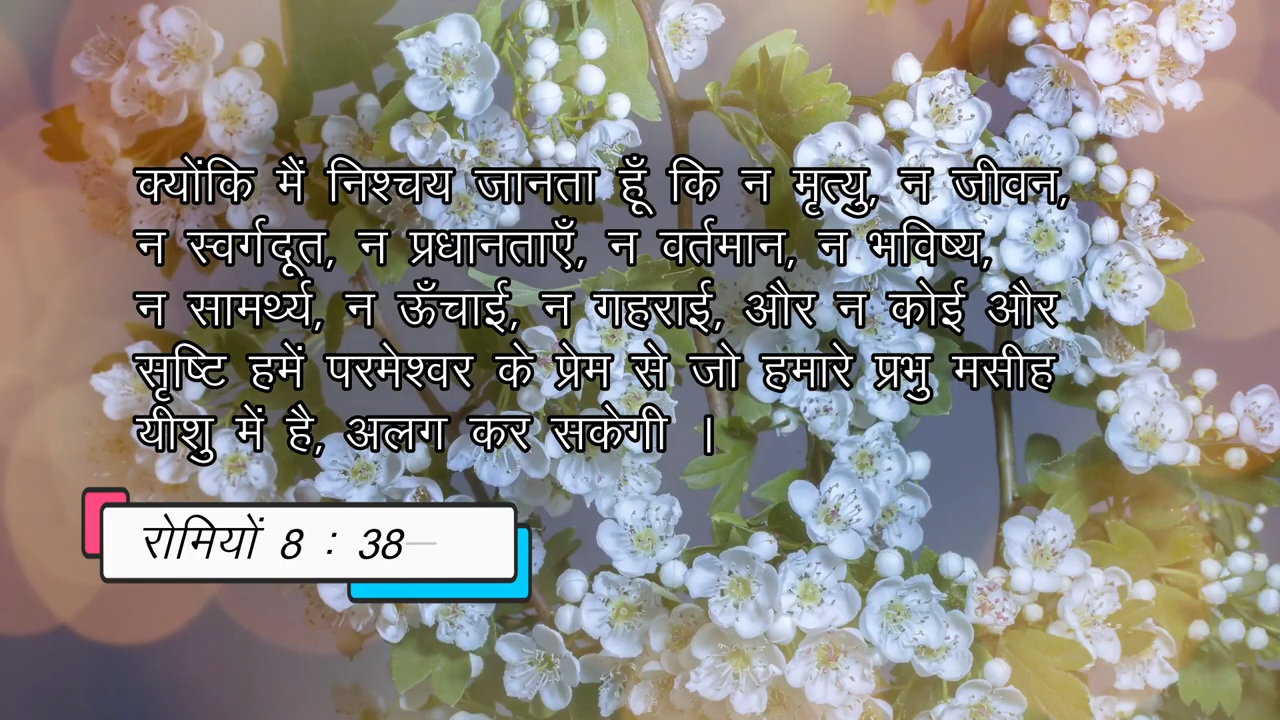 क्योंकि मैं निश्चय जानता हूँ कि न मृत्यु, न जीवन,
न स्वर्गदूत, न प्रधानताएँ, न वर्तमान, न भविष्य,
न सामर्थ्य, न ऊँचाई, न गहराई, और न कोई और
सृष्टि हमें परमेश्वर के प्रेम से जो हमारे प्रभु मसीह
यीशु में है, अलग कर सकेगी ।
रोमियों 8 : 38—